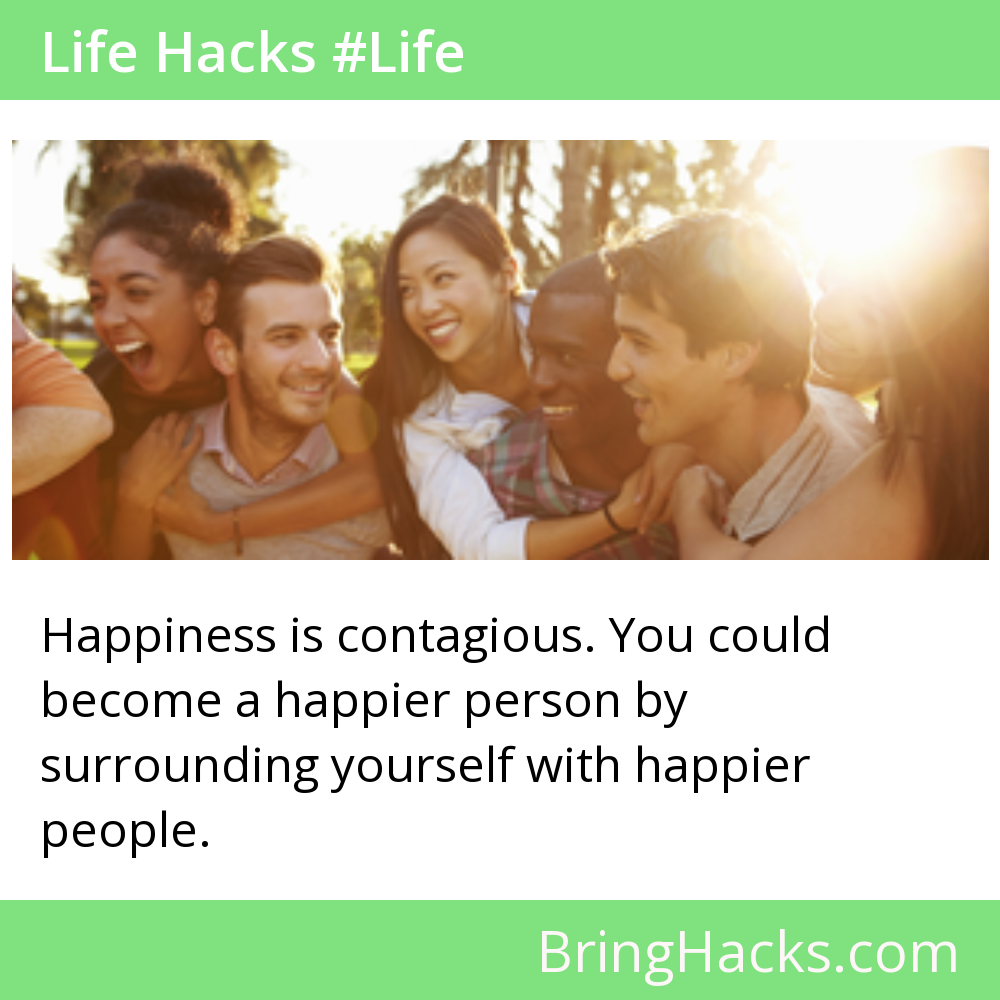 Life Hacks #Life
Happiness is contagious. You could
become a happier person by
surrounding yourself with happier
people.
BringHacks.com